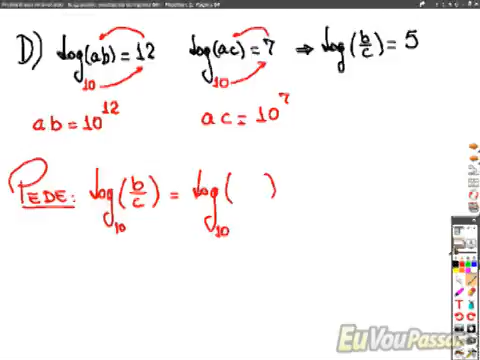 D) log(ab) = 12 log(ac) = 7 ⇒ log(b/c) = 5
10 10
ab = 10^12 ac = 10^7
PEDE: log(b/c) = log( )
10 10
EuVouPassar